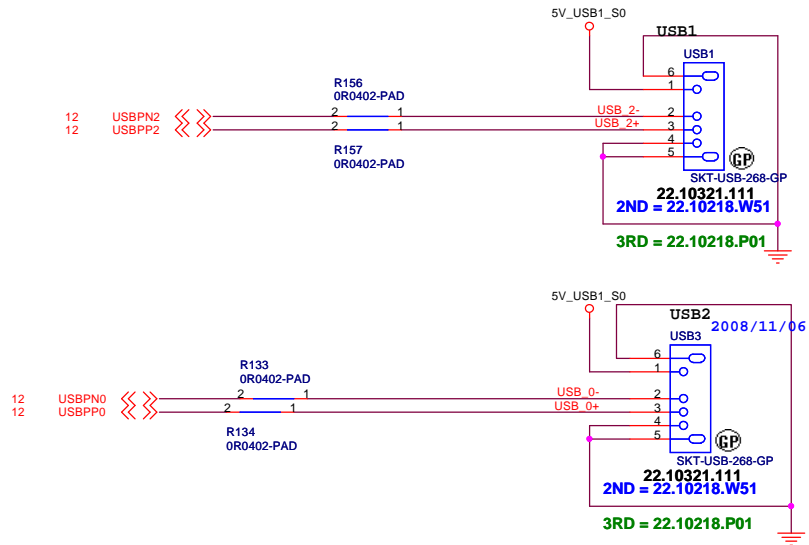 5V_USB1_S0
USB1
USB1
R156
0R0402-PAD
6
1
12 USBPN2 2 1 USB_2- 2
12 USBPP2 2 1 USB_2+ 3
4
5
R157
0R0402-PAD
GP
SKT-USB-268-GP
22.10321.111
2ND = 22.10218.W51
3RD = 22.10218.P01
5V_USB1_S0
USB2
2008/11/06
USB3
6
1
R133
0R0402-PAD
12 USBPN0 2 1 USB_0- 2
12 USBPP0 2 1 USB_0+ 3
4
5
R134
0R0402-PAD
GP
SKT-USB-268-GP
22.10321.111
2ND = 22.10218.W51
3RD = 22.10218.P01